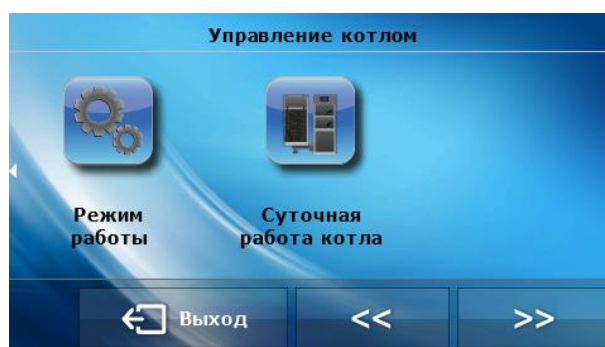 Управление котлом
Режим
работы
Суточная
работа котла
Выход
<<
>>